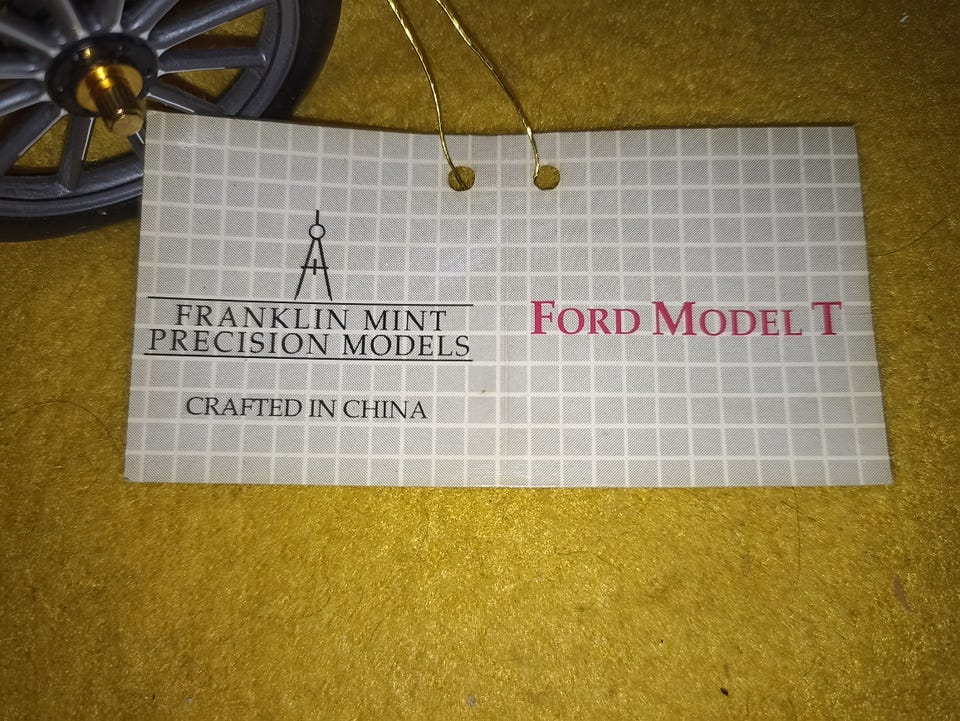 FRANKLIN MINT
PRECISION MODELS
CRAFTED IN CHINA
FORD MODEL T